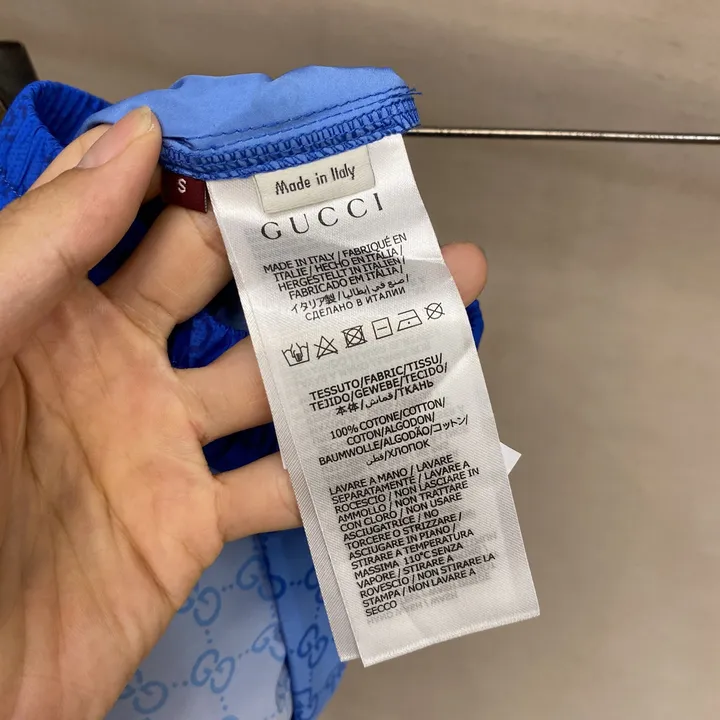 S
Made in Italy
GUCCI
MADE IN ITALY / FABRIQUÉ EN
ITALIE / HECHO EN ITALIA /
HERGESTELLT IN ITALIEN /
FABRICADO EM ITÁLIA /
イタリア製 / صنع في إيطاليا /
СДЕЛАНО В ИТАЛИИ
TESSUTO/FABRIC/TISSU/
TEJIDO/GEWEBE/TECIDO/
本体/قماش/ТКАНЬ
100% COTONE/COTTON/
COTON/ALGODON/
BAUMWOLLE/ALGODÃO/コットン/
قطن/ХЛОПОК
LAVARE A MANO / LAVARE
SEPARATAMENTE / LAVARE A
ROCESCIO / NON LASCIARE IN
AMMOLLO / NON TRATTARE
CON CLORO / NON USARE
ASCIUGATRICE / NO
TORCERE O STRIZZARE /
ASCIUGARE IN PIANO /
STIRARE A TEMPERATURA
MASSIMA 110°C SENZA
VAPORE / STIRARE A
ROVESCIO / NON STIRARE LA
STAMPA / NON LAVARE A
SECCO